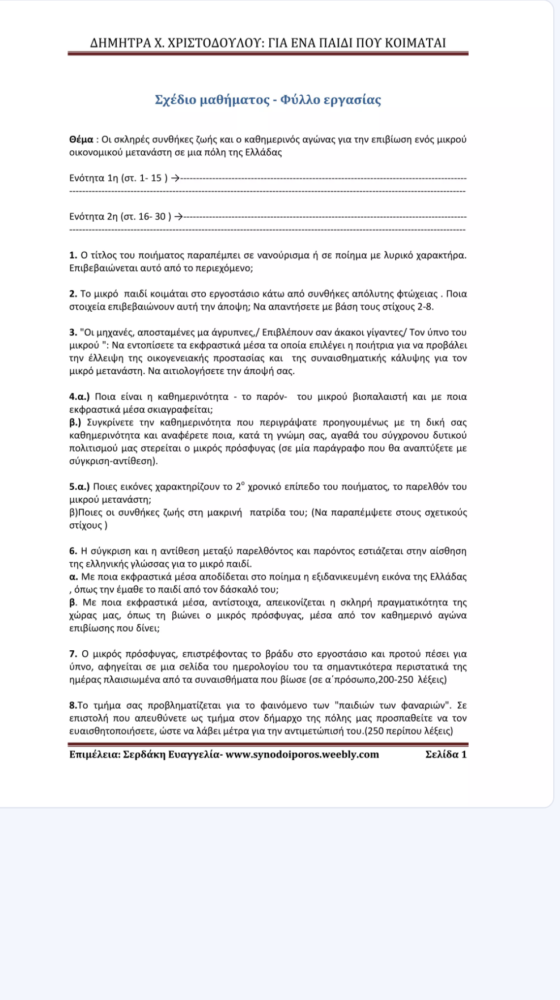 ΔΗΜΗΤΡΑ Χ. ΧΡΙΣΤΟΔΟΥΛΟΥ: ΓΙΑ ΕΝΑ ΠΑΙΔΙ ΠΟΥ ΚΟΙΜΑΤΑΙ
Σχέδιο μαθήματος - Φύλλο εργασίας
Θέμα : Οι σκληρές συνθήκες ζωής και ο καθημερινός αγώνας για την επιβίωση ενός μικρού
οικονομικού μετανάστη σε μια πόλη της Ελλάδας
Ενότητα 1η (στ. 1- 15 ) →-----------------------------------------------------------------------------------------
---------------------------------------------------------------------------------------------------------------------------
Ενότητα 2η (στ. 16- 30 ) →----------------------------------------------------------------------------------------
---------------------------------------------------------------------------------------------------------------------------
1. Ο τίτλος του ποιήματος παραπέμπει σε νανούρισμα ή σε ποίημα με λυρικό χαρακτήρα.
Επιβεβαιώνεται αυτό από το περιεχόμενο;
2. Το μικρό παιδί κοιμάται στο εργοστάσιο κάτω από συνθήκες απόλυτης φτώχειας . Ποια
στοιχεία επιβεβαιώνουν αυτή την άποψη; Να απαντήσετε με βάση τους στίχους 2-8.
3. "Οι μηχανές, αποσταμένες μα άγρυπνες,/ Επιβλέπουν σαν άκακοι γίγαντες/ Τον ύπνο του
μικρού ": Να εντοπίσετε τα εκφραστικά μέσα τα οποία επιλέγει η ποιήτρια για να προβάλει
την έλλειψη της οικογενειακής προστασίας και της συναισθηματικής κάλυψης για τον
μικρό μετανάστη. Να αιτιολογήσετε την άποψή σας.
4.α.) Ποια είναι η καθημερινότητα - το παρόν- του μικρού βιοπαλαιστή και με ποια
εκφραστικά μέσα σκιαγραφείται;
β.) Συγκρίνετε την καθημερινότητα που περιγράψατε προηγουμένως με τη δική σας
καθημερινότητα και αναφέρετε ποια, κατά τη γνώμη σας, αγαθά του σύγχρονου δυτικού
πολιτισμού μας στερείται ο μικρός πρόσφυγας (σε μία παράγραφο που θα αναπτύξετε με
σύγκριση-αντίθεση).
5.α.) Ποιες εικόνες χαρακτηρίζουν το 2ο χρονικό επίπεδο του ποιήματος, το παρελθόν του
μικρού μετανάστη;
β)Ποιες οι συνθήκες ζωής στη μακρινή πατρίδα του; (Να παραπέμψετε στους σχετικούς
στίχους )
6. Η σύγκριση και η αντίθεση μεταξύ παρελθόντος και παρόντος εστιάζεται στην αίσθηση
της ελληνικής γλώσσας για το μικρό παιδί.
α. Με ποια εκφραστικά μέσα αποδίδεται στο ποίημα η εξιδανικευμένη εικόνα της Ελλάδας
, όπως την έμαθε το παιδί από τον δάσκαλό του;
β. Με ποια εκφραστικά μέσα, αντίστοιχα, απεικονίζεται η σκληρή πραγματικότητα της
χώρας μας, όπως τη βιώνει ο μικρός πρόσφυγας, μέσα από τον καθημερινό αγώνα
επιβίωσης που δίνει;
7. Ο μικρός πρόσφυγας, επιστρέφοντας το βράδυ στο εργοστάσιο και προτού πέσει για
ύπνο, αφηγείται σε μια σελίδα του ημερολογίου του τα σημαντικότερα περιστατικά της
ημέρας πλαισιωμένα από τα συναισθήματα που βίωσε (σε α΄πρόσωπο,200-250 λέξεις)
8.Το τμήμα σας προβληματίζεται για το φαινόμενο των "παιδιών των φαναριών". Σε
επιστολή που απευθύνετε ως τμήμα στον δήμαρχο της πόλης μας προσπαθείτε να τον
ευαισθητοποιήσετε, ώστε να λάβει μέτρα για την αντιμετώπισή του.(250 περίπου λέξεις)
Επιμέλεια: Σερδάκη Ευαγγελία- www.synodoiporos.weebly.com Σελίδα 1